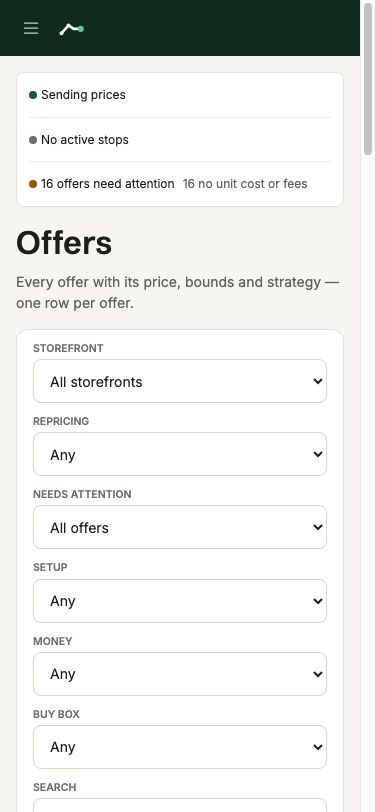 Sending prices
No active stops
16 offers need attention 16 no unit cost or fees
Offers
Every offer with its price, bounds and strategy —
one row per offer.
STOREFRONT
All storefronts
REPRICING
Any
NEEDS ATTENTION
All offers
SETUP
Any
MONEY
Any
BUY BOX
Any
SEARCH